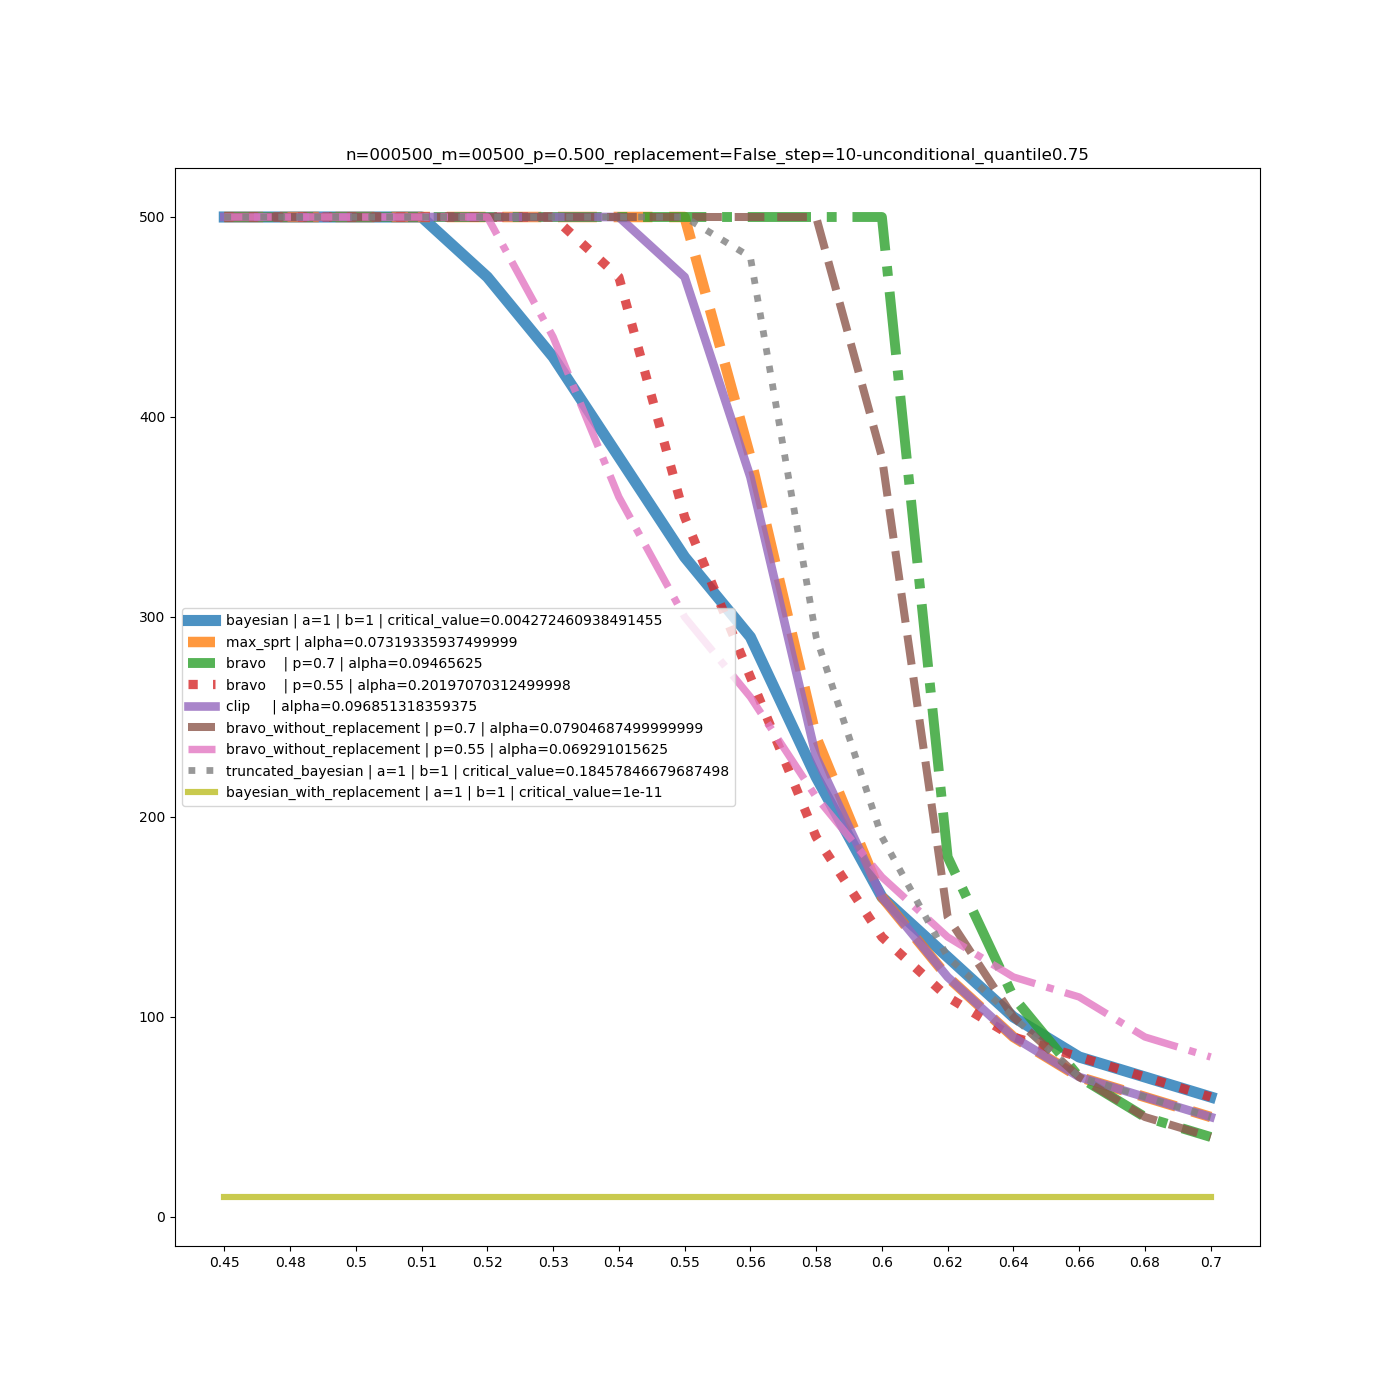 n=000500_m=00500_p=0.500_replacement=False_step=10-unconditional_quantile0.75
500
400
300
200
100
0
bayesian | a=1 | b=1 | critical_value=0.004272460938491455
max_sprt | alpha=0.07319335937499999
bravo    | p=0.7 | alpha=0.09465625
bravo    | p=0.55 | alpha=0.20197070312499998
clip     | alpha=0.096851318359375
bravo_without_replacement | p=0.7 | alpha=0.07904687499999999
bravo_without_replacement | p=0.55 | alpha=0.069291015625
truncated_bayesian | a=1 | b=1 | critical_value=0.18457846679687498
bayesian_with_replacement | a=1 | b=1 | critical_value=1e-11
0.45 0.48 0.5 0.51 0.52 0.53 0.54 0.55 0.56 0.58 0.6 0.62 0.64 0.66 0.68 0.7